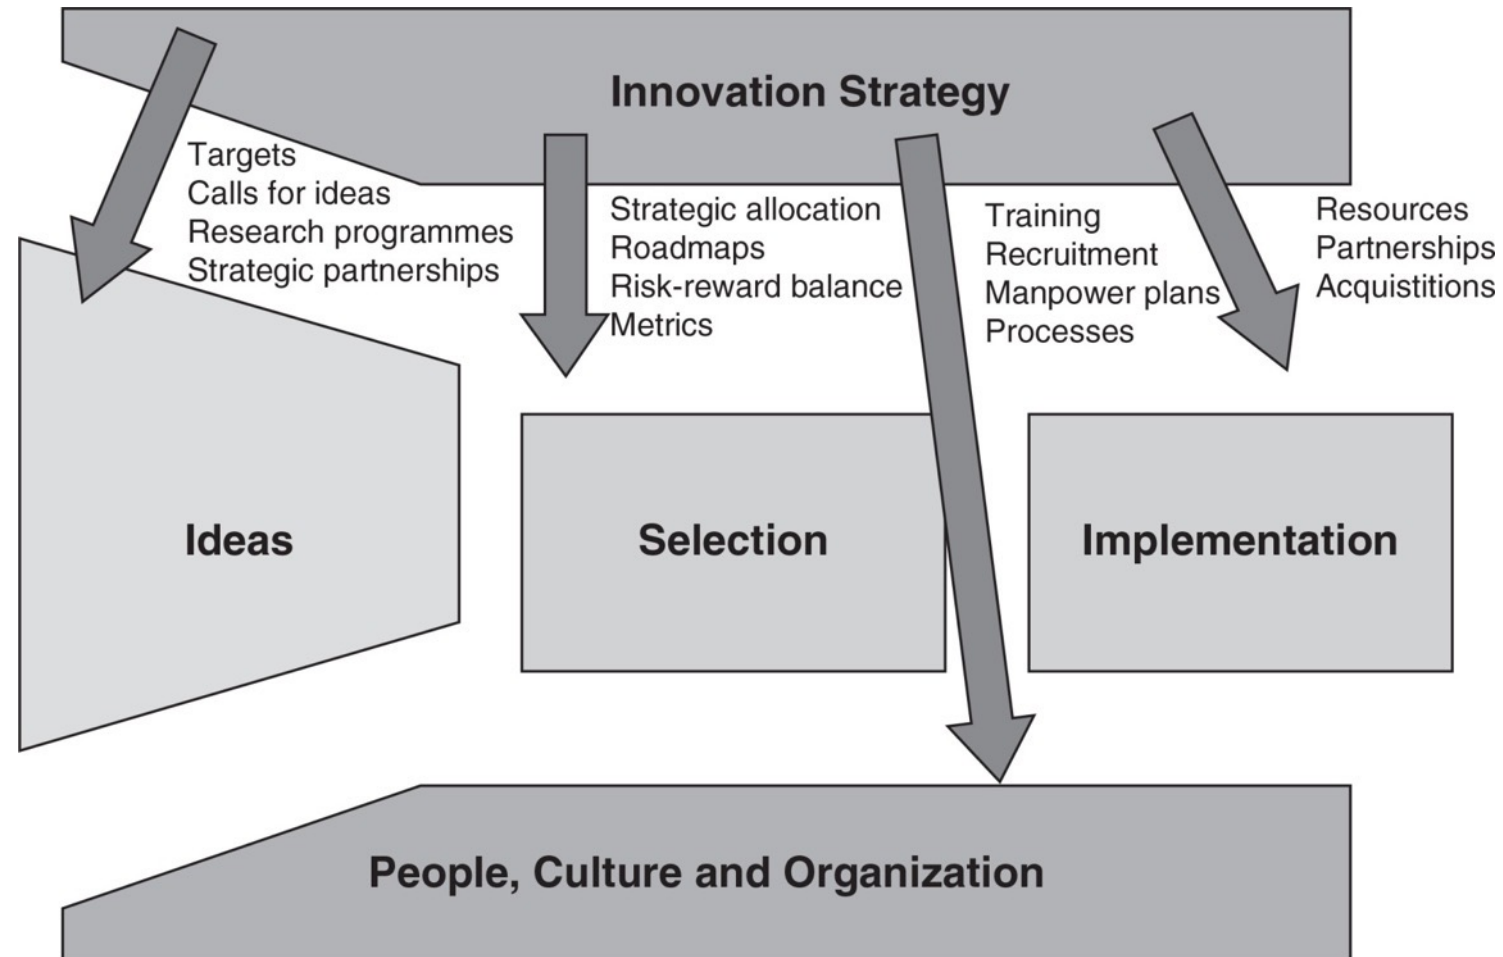 Innovation Strategy
Targets
Calls for ideas
Research programmes
Strategic partnerships
Strategic allocation
Roadmaps
Risk-reward balance
Metrics
Training
Recruitment
Manpower plans
Processes
Resources
Partnerships
Acquistitions
Ideas
Selection
Implementation
People, Culture and Organization